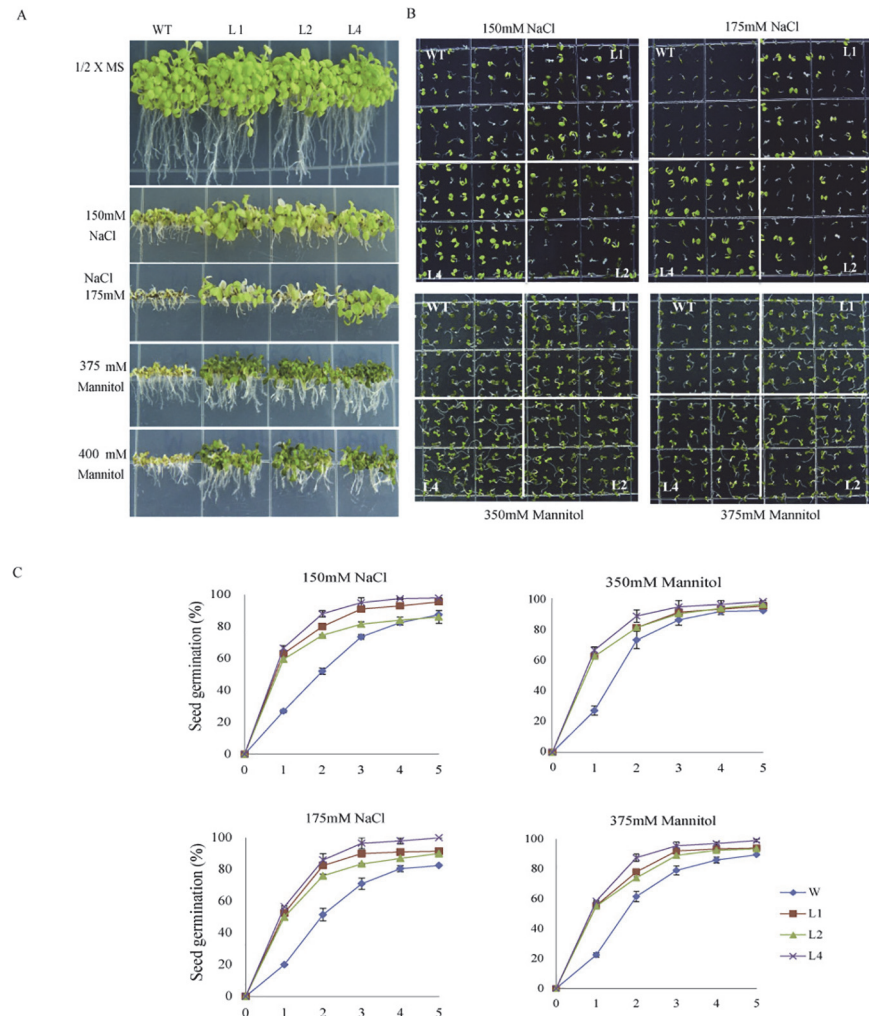 A
WT L 1 L2 L4
1/2 X MS
150mM
NaCl
NaCl
175mM
375 mM
Mannitol
400 mM
Mannitol
B
150mM NaCl 175mM NaCl
WT L1 WT L1
L4 L2 L4 L2
WT L1 WT L1
L4 L2 L4 L2
350mM Mannitol 375mM Mannitol
C
150mM NaCl
Seed germination (%)
100
80
60
40
20
0
0 1 2 3 4 5
350mM Mannitol
100
80
60
40
20
0
0 1 2 3 4 5
175mM NaCl
Seed germination (%)
100
80
60
40
20
0
0 1 2 3 4 5
375mM Mannitol
100
80
60
40
20
0
0 1 2 3 4 5
W
L1
L2
L4